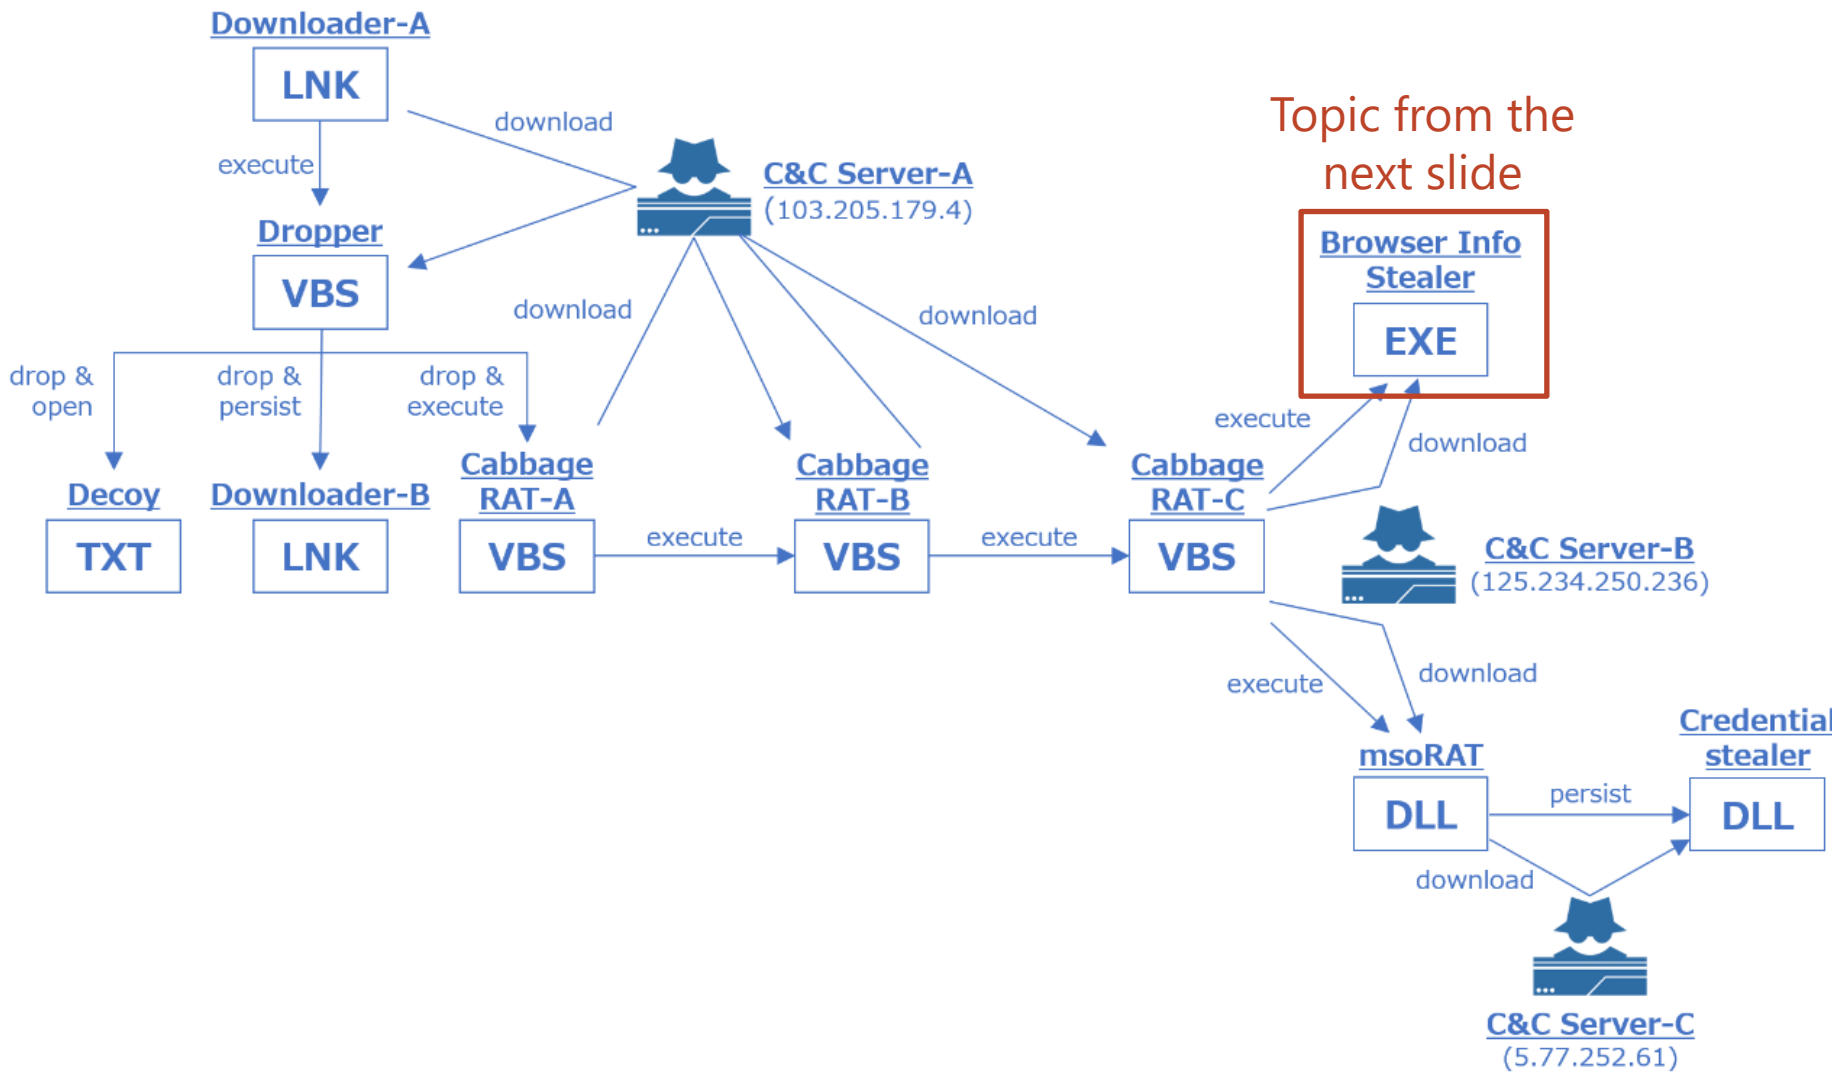 Downloader-A
LNK
download
execute
C&C Server-A
(103.205.179.4)
Topic from the
next slide
Dropper
VBS
Browser Info
Stealer
EXE
download
download
drop &
open
drop &
persist
drop &
execute
execute
download
Decoy
TXT
Downloader-B
LNK
Cabbage
RAT-A
VBS
execute
Cabbage
RAT-B
VBS
execute
Cabbage
RAT-C
VBS
C&C Server-B
(125.234.250.236)
execute
download
msoRAT
DLL
persist
download
Credential
stealer
DLL
C&C Server-C
(5.77.252.61)